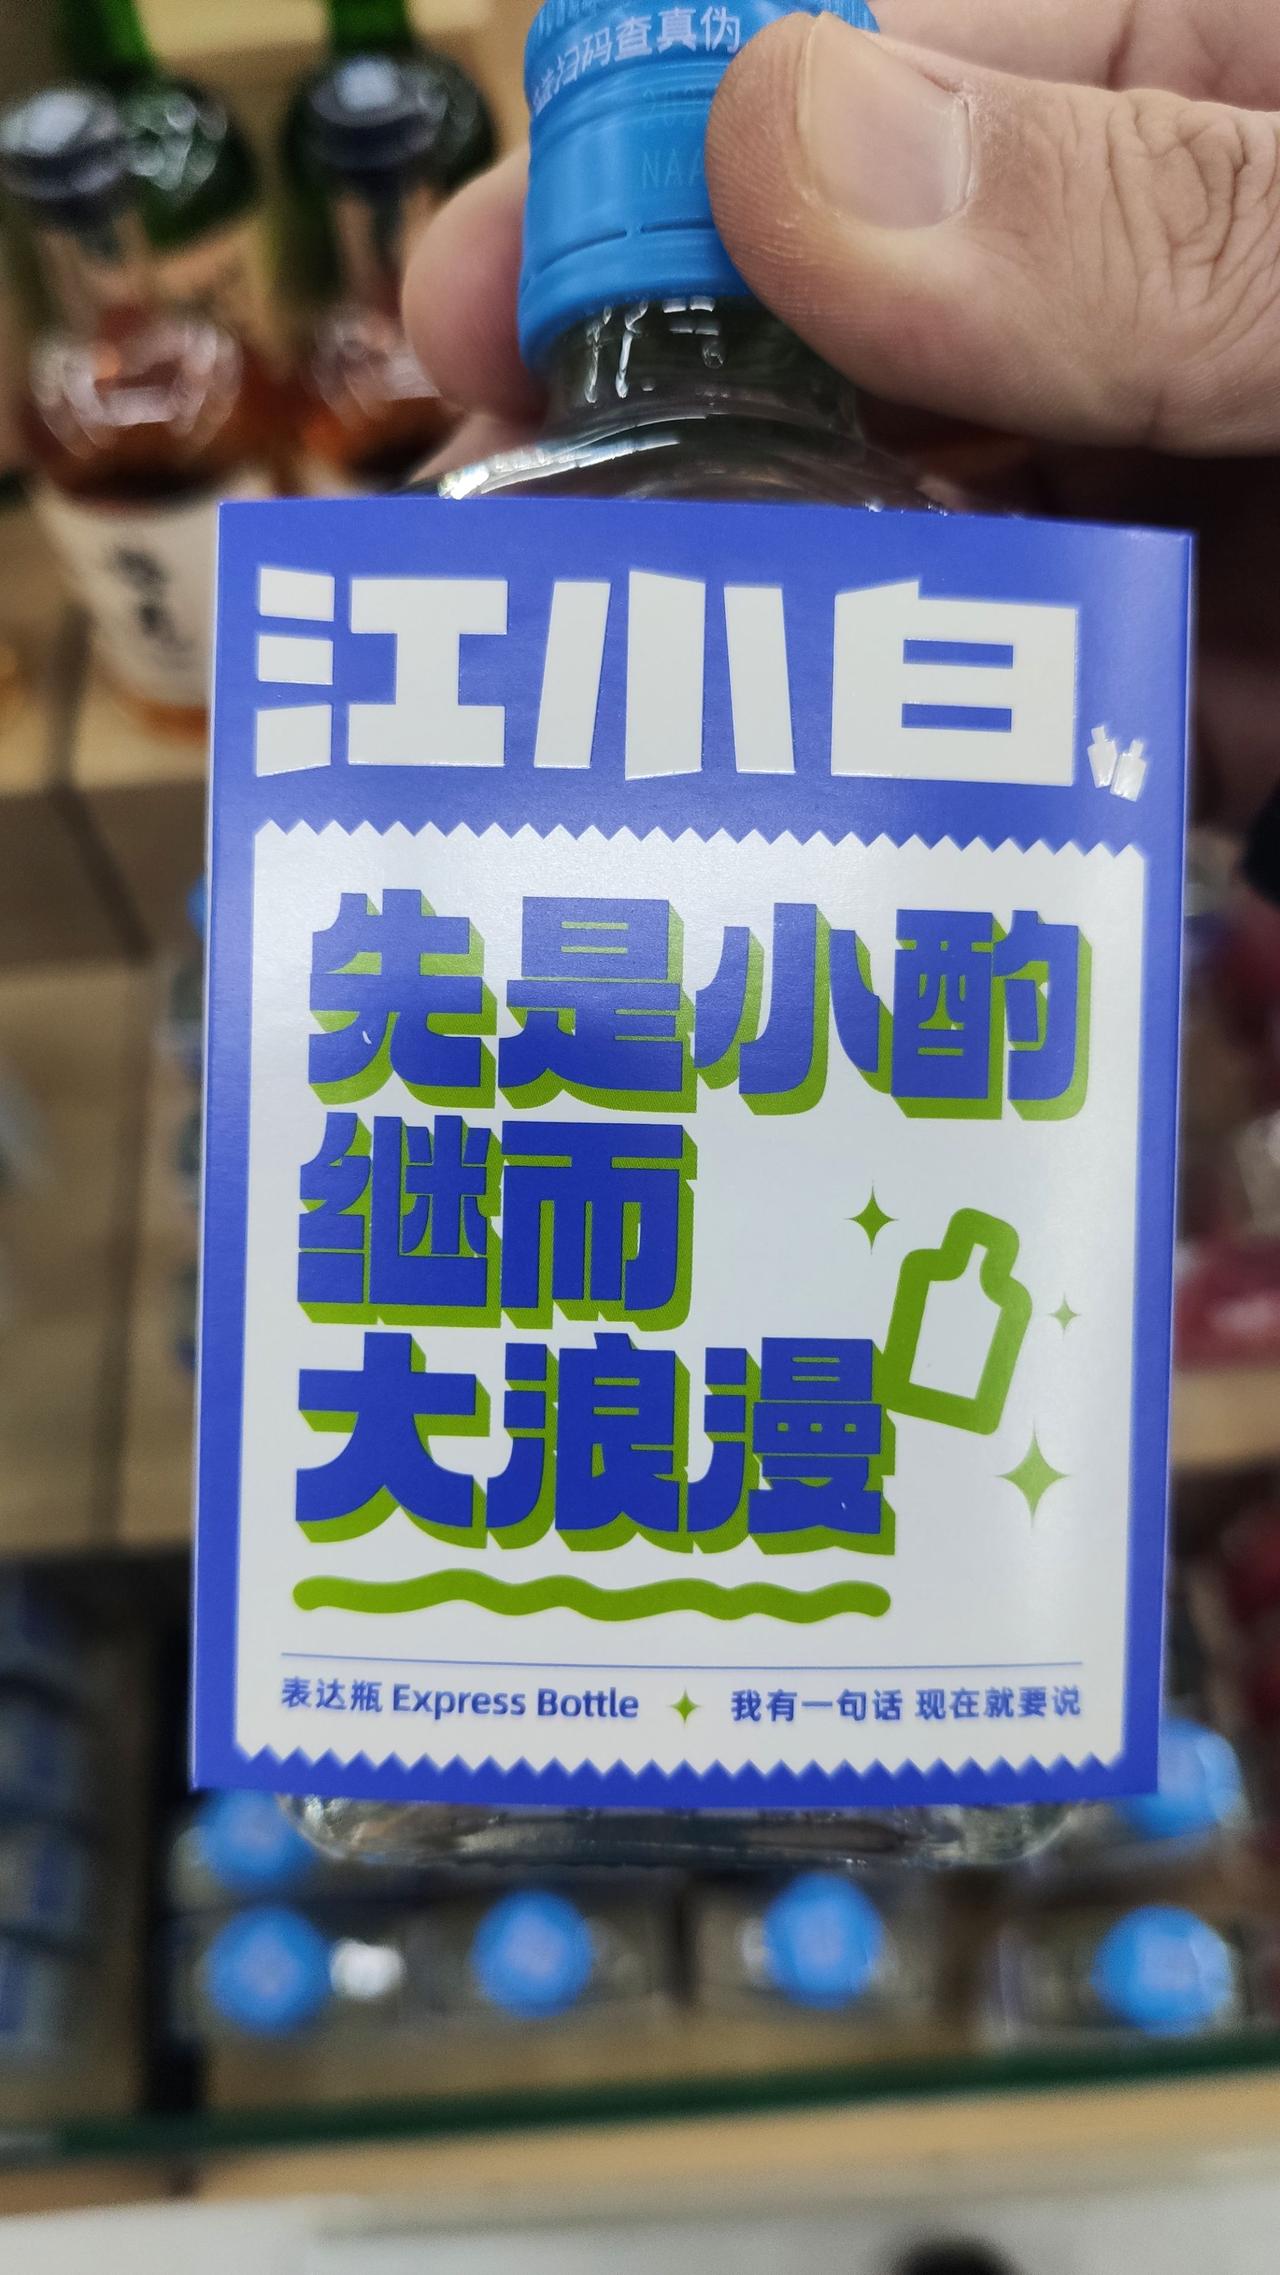 扫码查真伪
NAA
江小白
先是小酌
继而
大浪漫
表达瓶 Express Bottle
我有一句话 现在就要说